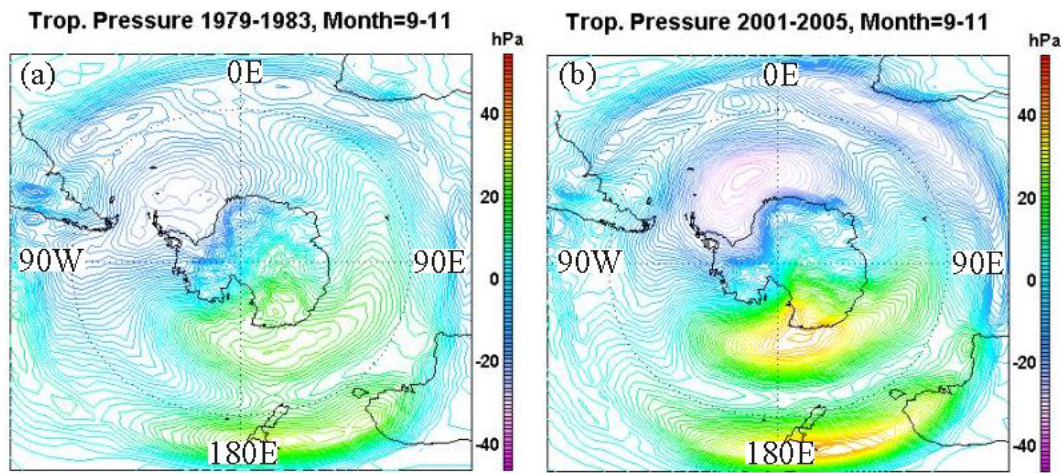 Trop. Pressure 1979-1983, Month=9-11
hPa
(a)
0E
40
20
90W
90E
0
-20
180E
-40
Trop. Pressure 2001-2005, Month=9-11
hPa
(b)
0E
40
20
90W
90E
0
-20
180E
-40